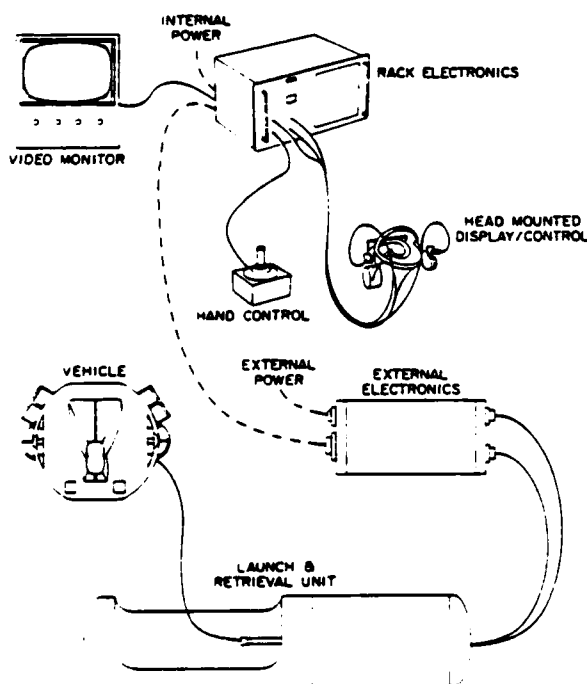 INTERNAL
POWER
RACK ELECTRONICS
VIDEO MONITOR
HEAD MOUNTED
DISPLAY/CONTROL
HAND CONTROL
VEHICLE
EXTERNAL
POWER
EXTERNAL
ELECTRONICS
LAUNCH &
RETRIEVAL UNIT